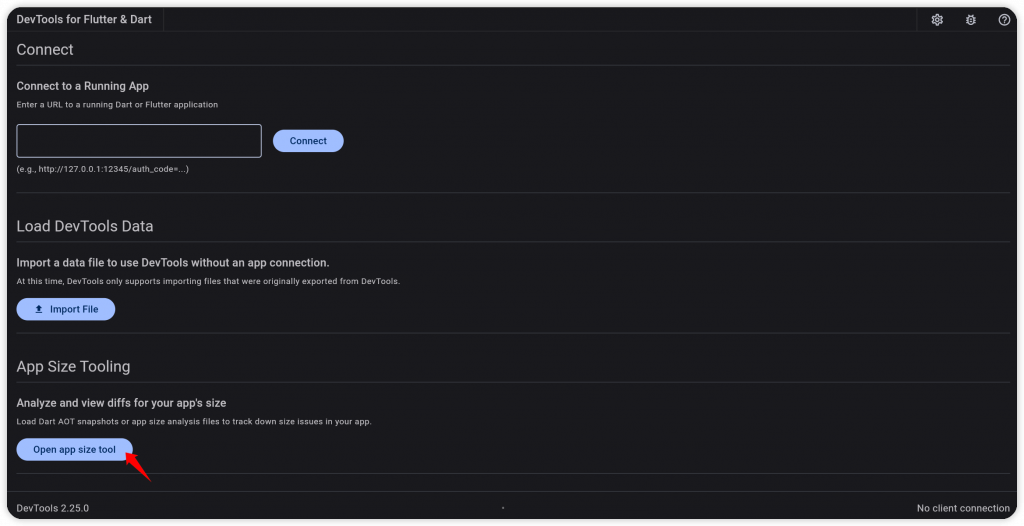 DevTools for Flutter & Dart
Connect
Connect to a Running App
Enter a URL to a running Dart or Flutter application
Connect
(e.g., http://127.0.0.1:12345/auth_code=...)
Load DevTools Data
Import a data file to use DevTools without an app connection.
At this time, DevTools only supports importing files that were originally exported from DevTools.
Import File
App Size Tooling
Analyze and view diffs for your app's size
Load Dart AOT snapshots or app size analysis files to track down size issues in your app.
Open app size tool
DevTools 2.25.0
No client connection